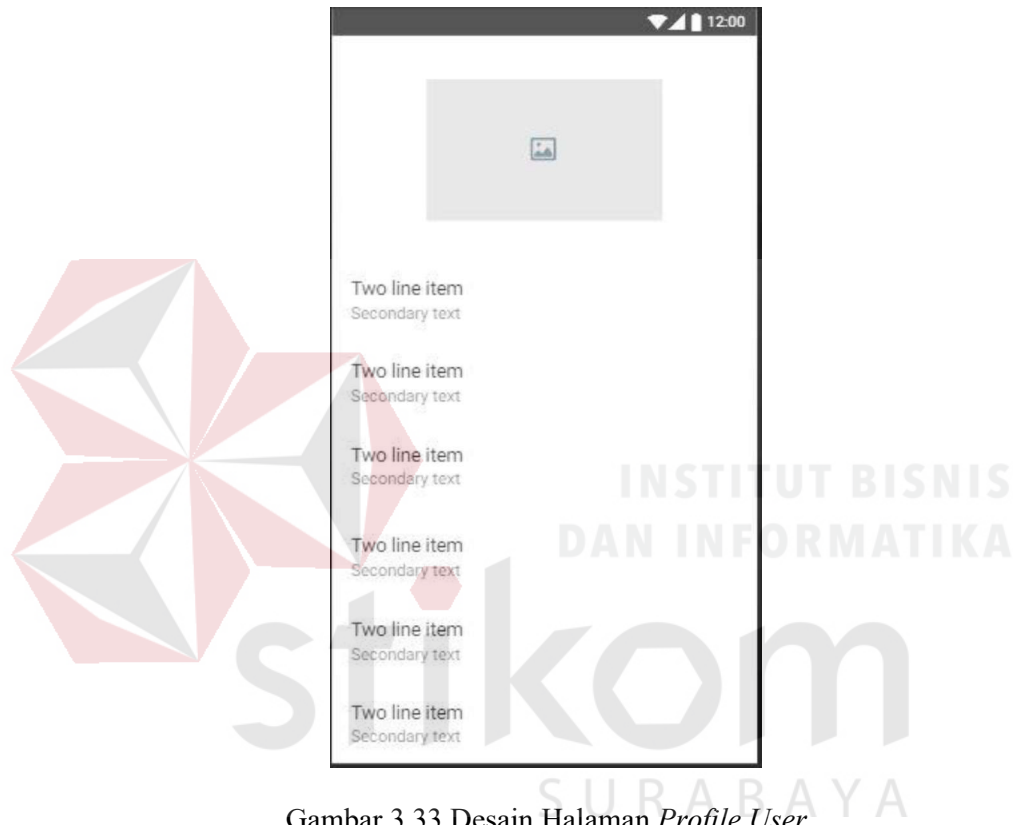 12:00
Two line item
Secondary text
Two line item
Secondary text
Two line item
Secondary text
Two line item
Secondary text
Two line item
Secondary text
Two line item
Secondary text
INSTITUT BISNIS
DAN INFORMATIKA
stikom
SURABAYA
Gambar 3.33 Desain Halaman Profile User